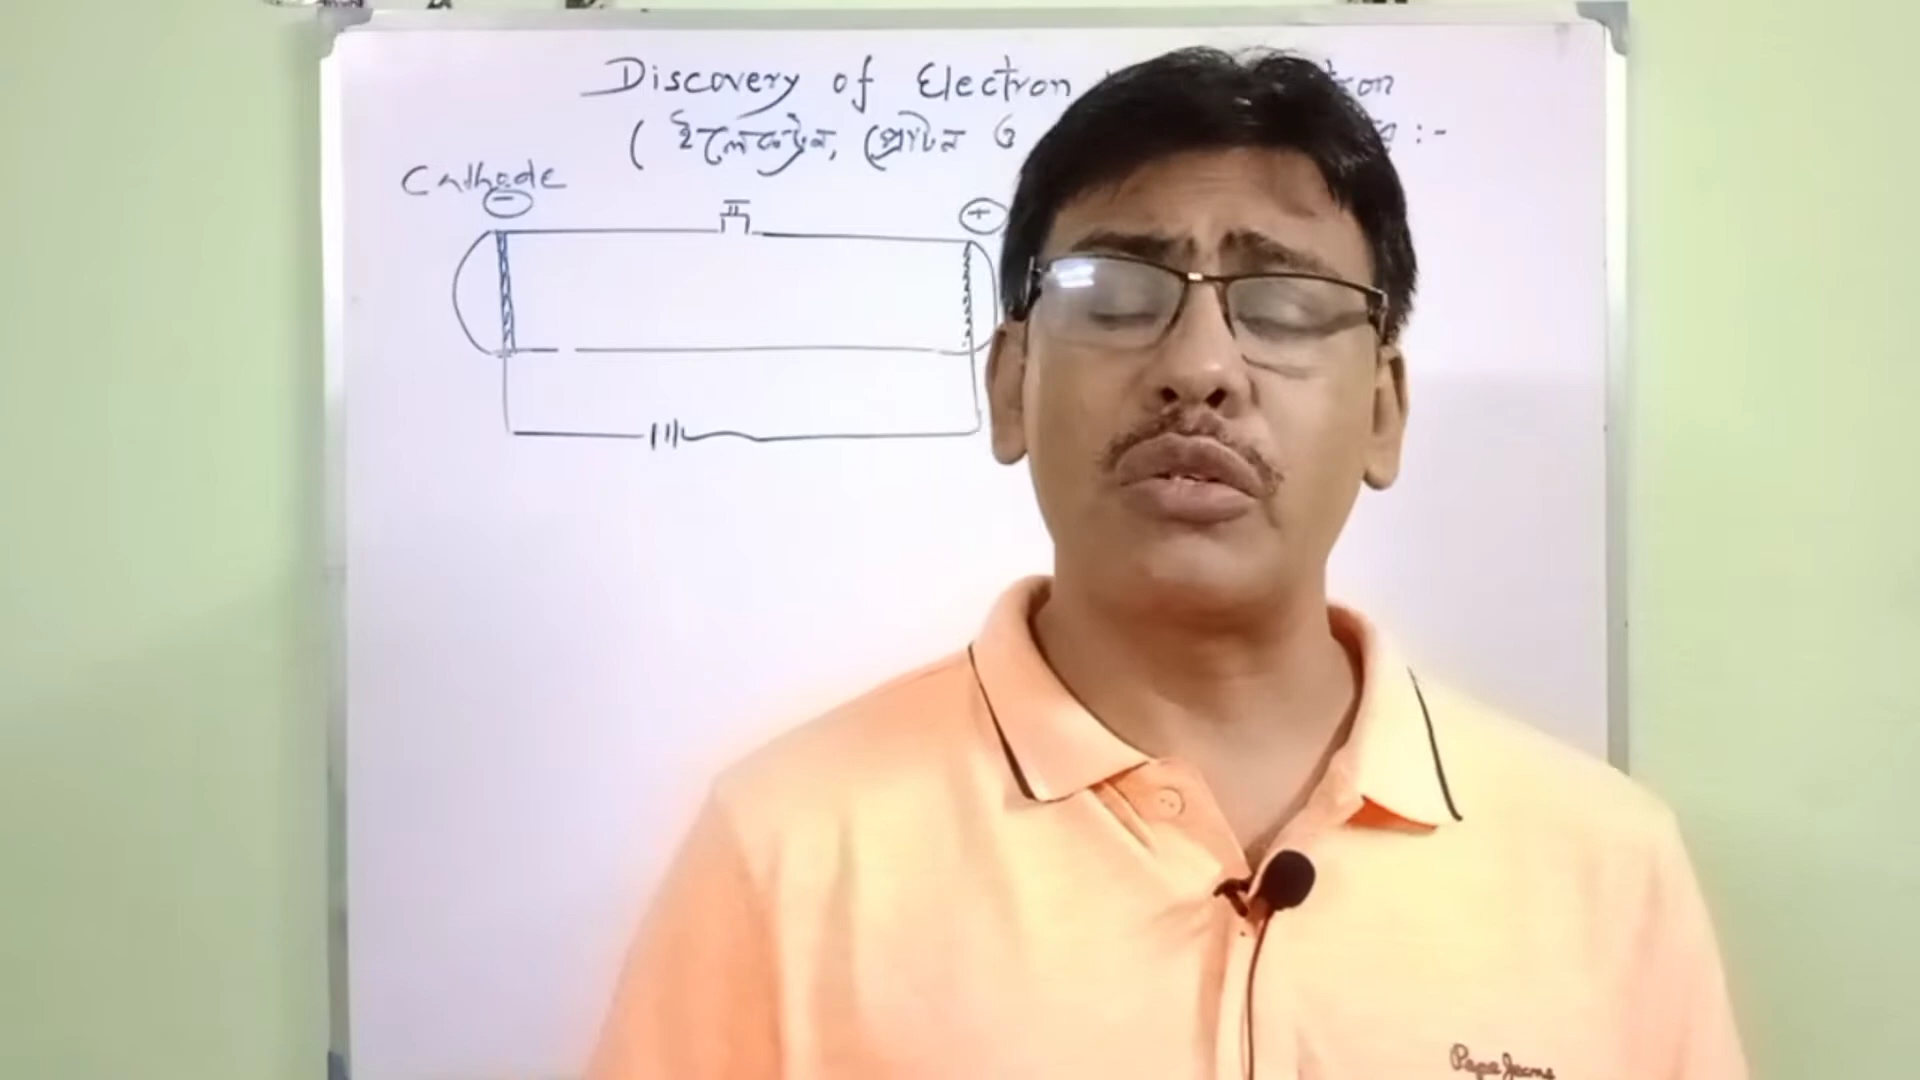 Discovery of Electron
( ইলেকট্রন, প্রোটন ও :-
Cathode
-
+
Pepe Jeans